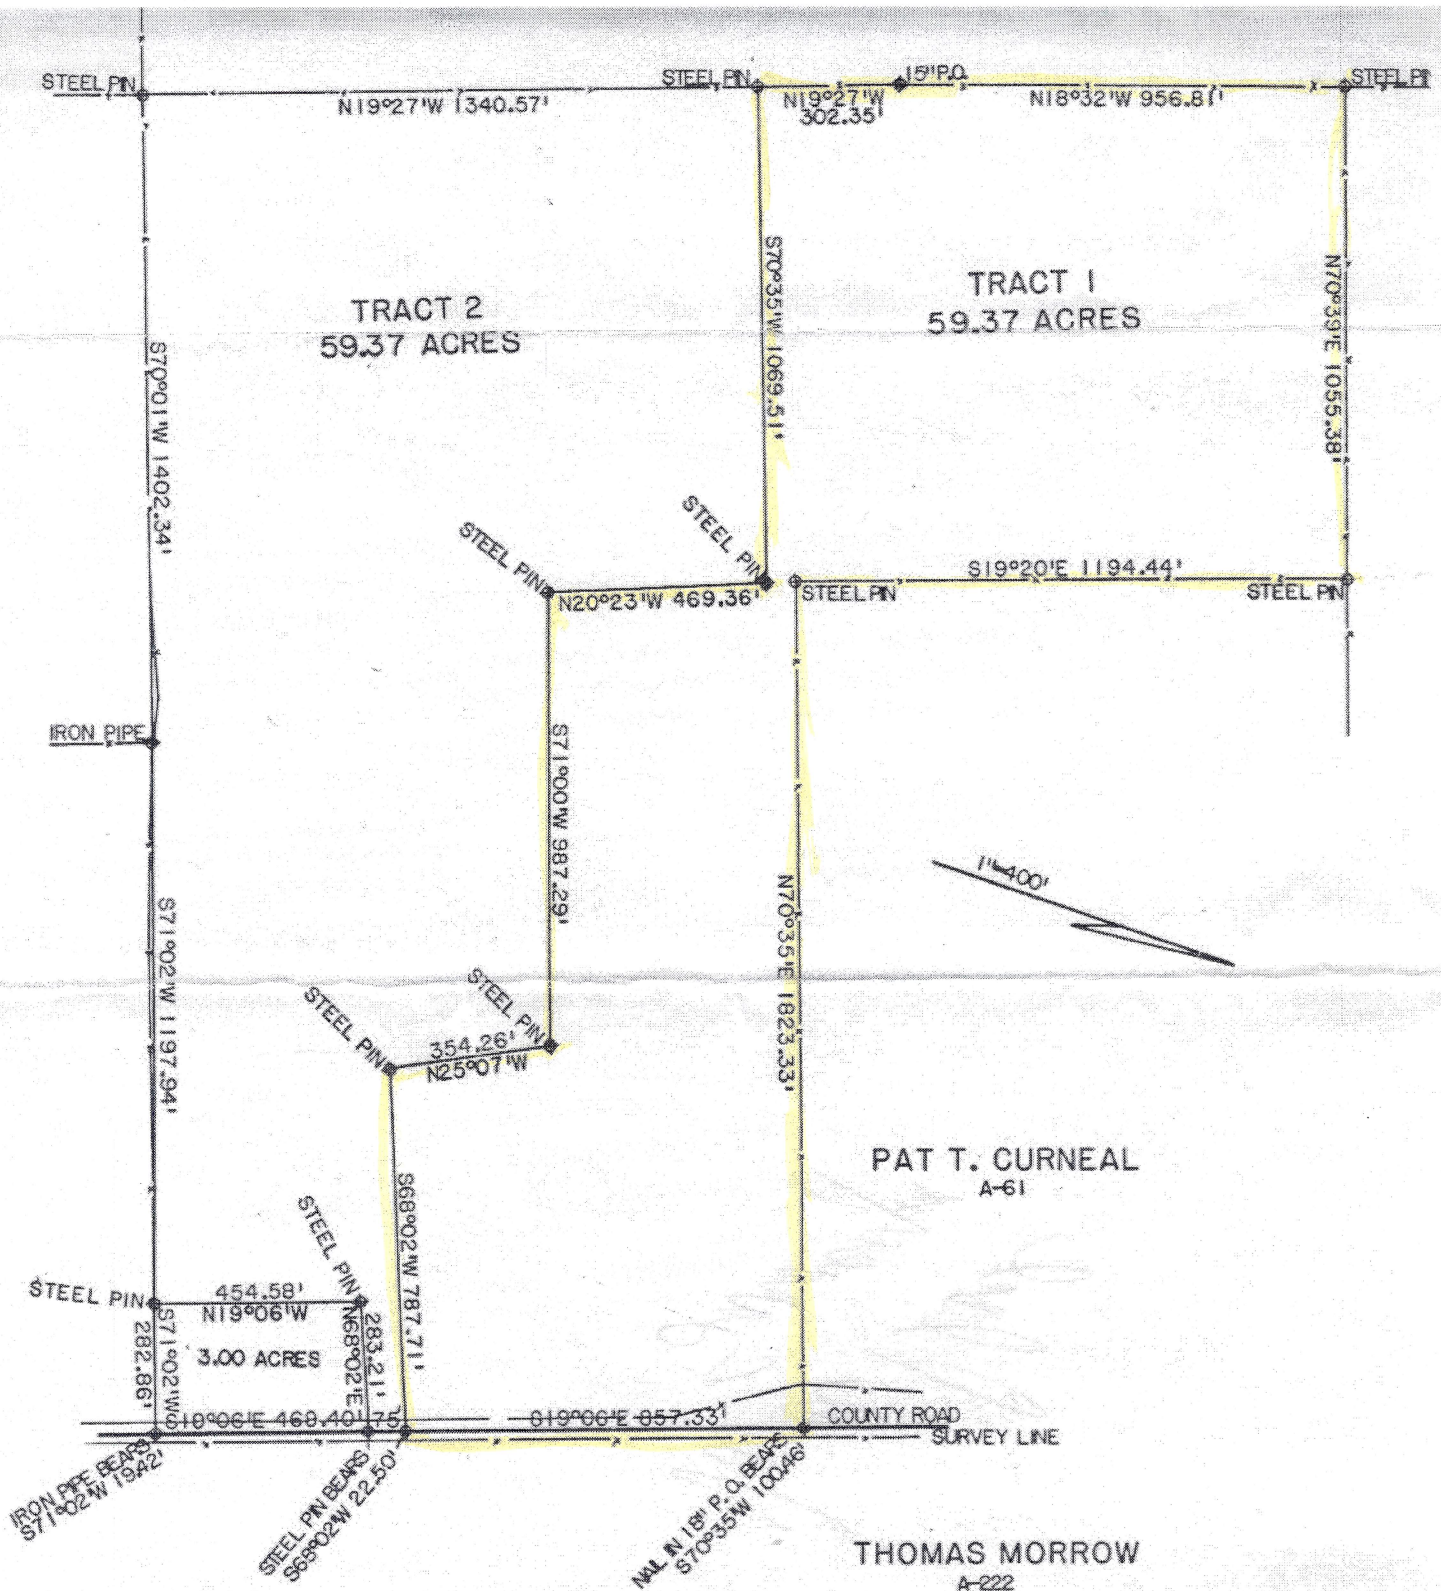 STEEL PIN
STEEL PIN
15"P.O.
STEEL PIN
N19°27'W 1340.57'
N19°27'W
302.35'
N18°32'W 956.81'
S70°35'W 1069.51'
N70°39'E 1055.38'
TRACT 1
59.37 ACRES
TRACT 2
59.37 ACRES
S70°01'W 1402.34'
STEEL PIN
STEEL PIN
N20°23'W 469.36'
S19°20'E 1194.44'
STEEL PIN
STEEL PIN
IRON PIPE
S71°00'W 987.29'
1"=400'
N70°35'E 1823.33'
S71°02'W 1197.94'
STEEL PIN
STEEL PIN
354.26'
N25°07'W
PAT T. CURNEAL
A-61
S68°02'W 787.71'
STEEL PIN
STEEL PIN
454.58'
N19°06'W
S71°02'W
282.86'
N68°02'E
283.21'
3.00 ACRES
S19°06'E 469.40'
75'
S19°06'E 857.33'
COUNTY ROAD
SURVEY LINE
IRON PIPE BEARS
S71°02'W 19.42'
STEEL PIN BEARS
S68°02'W 22.50'
NAIL IN 18" P.O. BEARS
S70°35'W 100.46'
THOMAS MORROW
A-222